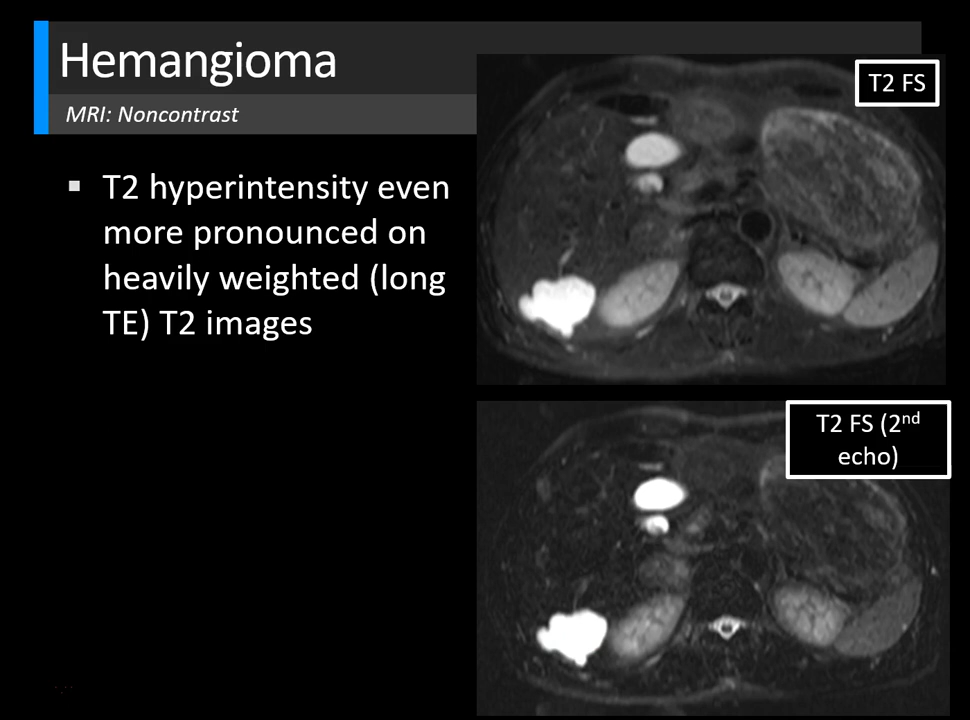 Hemangioma
MRI: Noncontrast
▪ T2 hyperintensity even
more pronounced on
heavily weighted (long
TE) T2 images
T2 FS
T2 FS (2nd
echo)